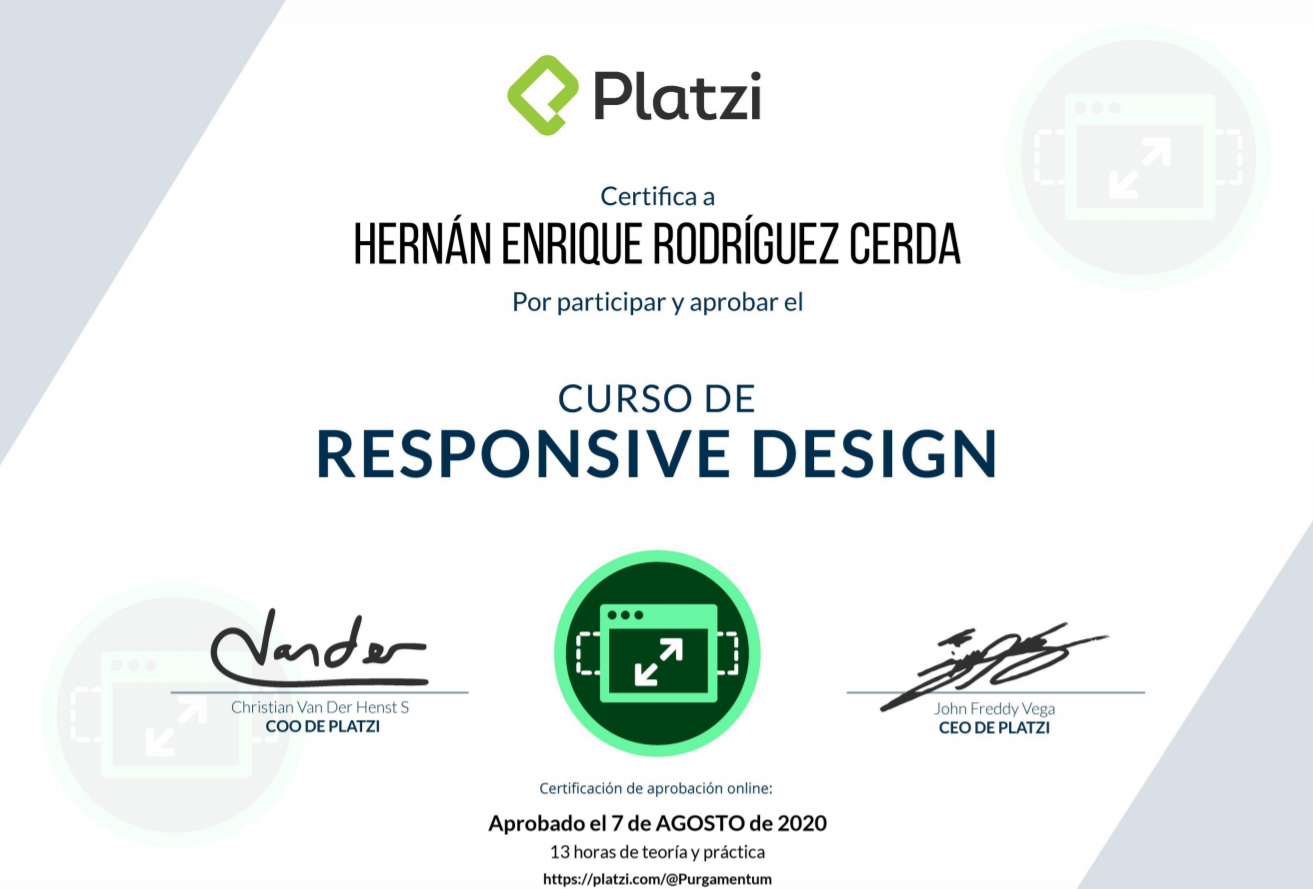 Platzi
Certifica a
HERNÁN ENRIQUE RODRÍGUEZ CERDA
Por participar y aprobar el
CURSO DE
RESPONSIVE DESIGN
Vander
Christian Van Der Henst S
COO DE PLATZI
John Freddy Vega
CEO DE PLATZI
Certificación de aprobación online:
Aprobado el 7 de AGOSTO de 2020
13 horas de teoría y práctica
https://platzi.com/@Purgamentum